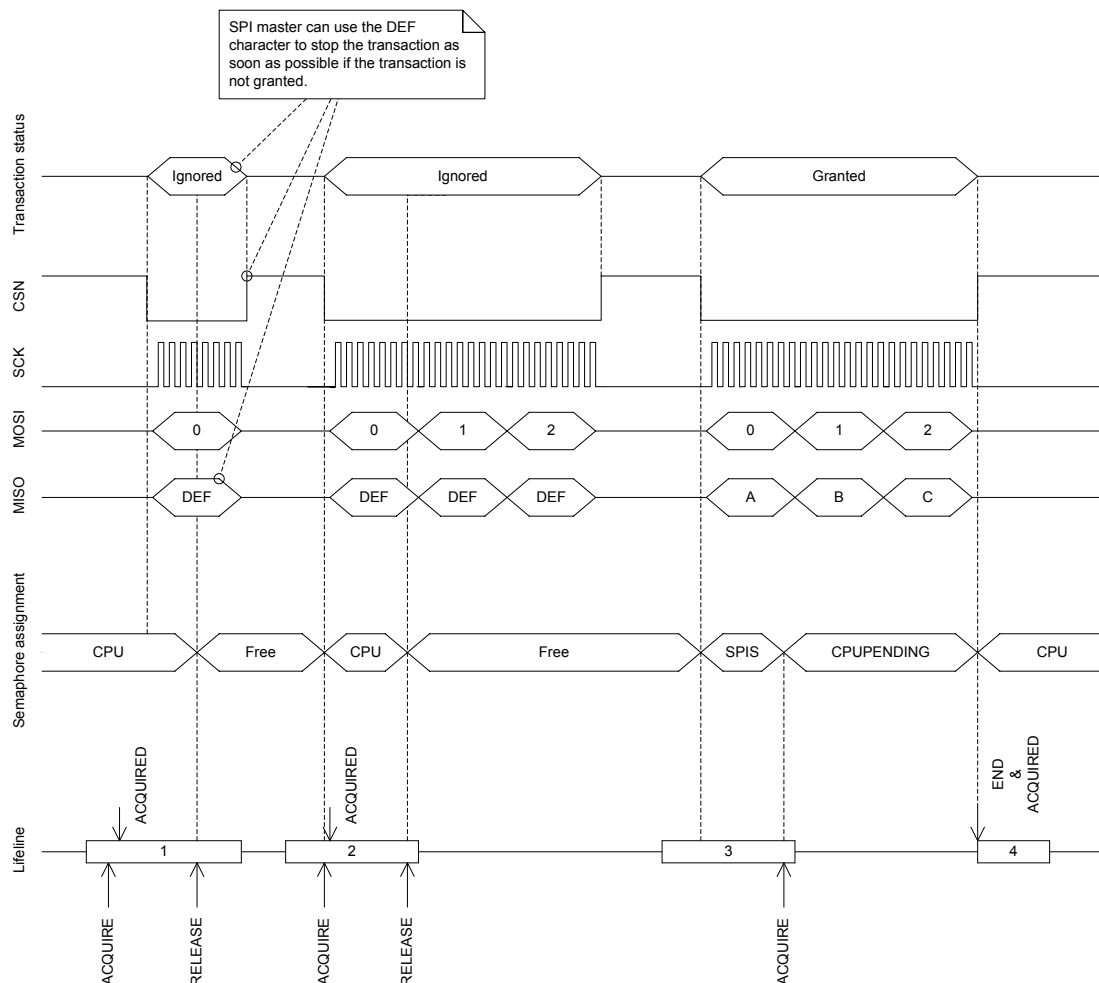 SPI master can use the DEF
character to stop the transaction as
soon as possible if the transaction is
not granted.
Transaction status
Ignored
Ignored
Granted
CSN
SCK
MOSI
0
0
1
2
0
1
2
MISO
DEF
DEF
DEF
DEF
A
B
C
Semaphore assignment
CPU
Free
CPU
Free
SPIS
CPUPENDING
CPU
ACQUIRED
ACQUIRED
END
&
ACQUIRED
Lifeline
1
2
3
4
ACQUIRE
RELEASE
ACQUIRE
RELEASE
ACQUIRE